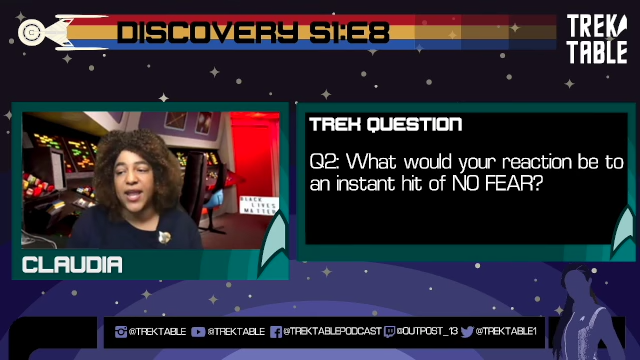 DISCOVERY S1:E8
TREK
TABLE
TREK QUESTION
Q2: What would your reaction be to
an instant hit of NO FEAR?
BLACK
LIVES
MATTER
CLAUDIA
@TREKTABLE @TREKTABLE @TREKTABLEPODCAST @OUTPOST_13 @TREKTABLE1